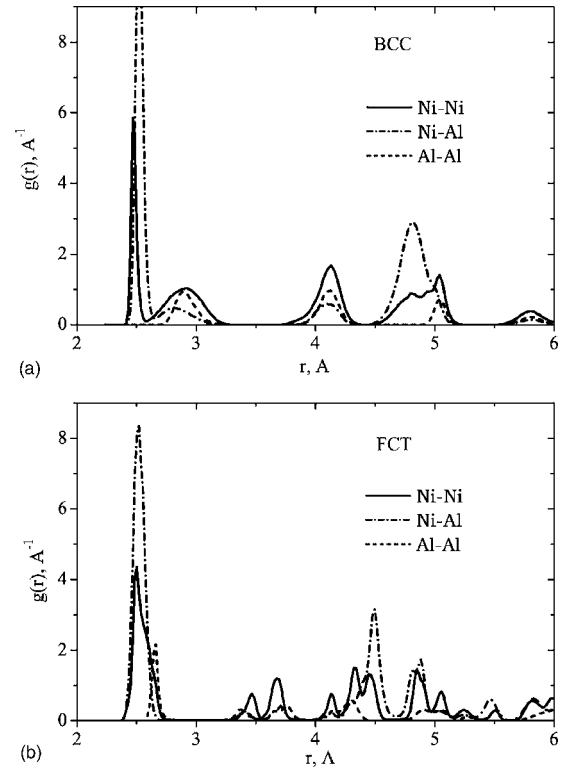 8
6
4
2
0
g(r), A⁻¹
BCC
Ni-Ni
Ni-Al
Al-Al
2 3 4 5 6
r, A
(a)
8
6
4
2
0
g(r), A⁻¹
FCT
Ni-Ni
Ni-Al
Al-Al
2 3 4 5 6
r, Λ
(b)